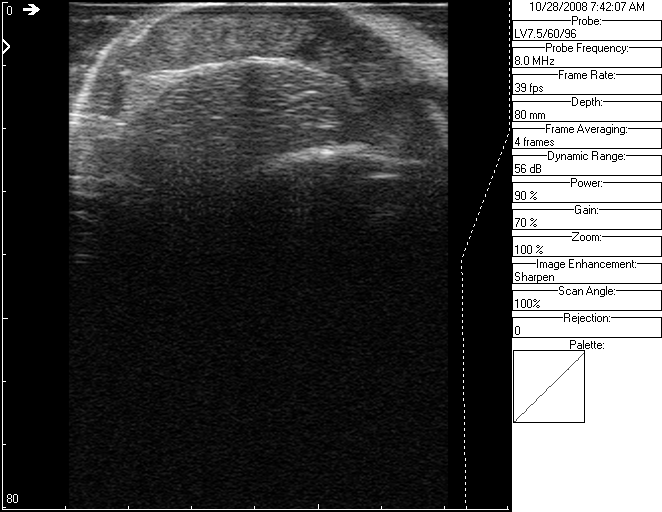 0
80
10/28/2008 7:42:07 AM
Probe:
LV7.5/60/96
Probe Frequency:
8.0 MHz
Frame Rate:
39 fps
Depth:
80 mm
Frame Averaging:
4 frames
Dynamic Range:
56 dB
Power:
90 %
Gain:
70 %
Zoom:
100 %
Image Enhancement:
Sharpen
Scan Angle:
100%
Rejection:
0
Palette: